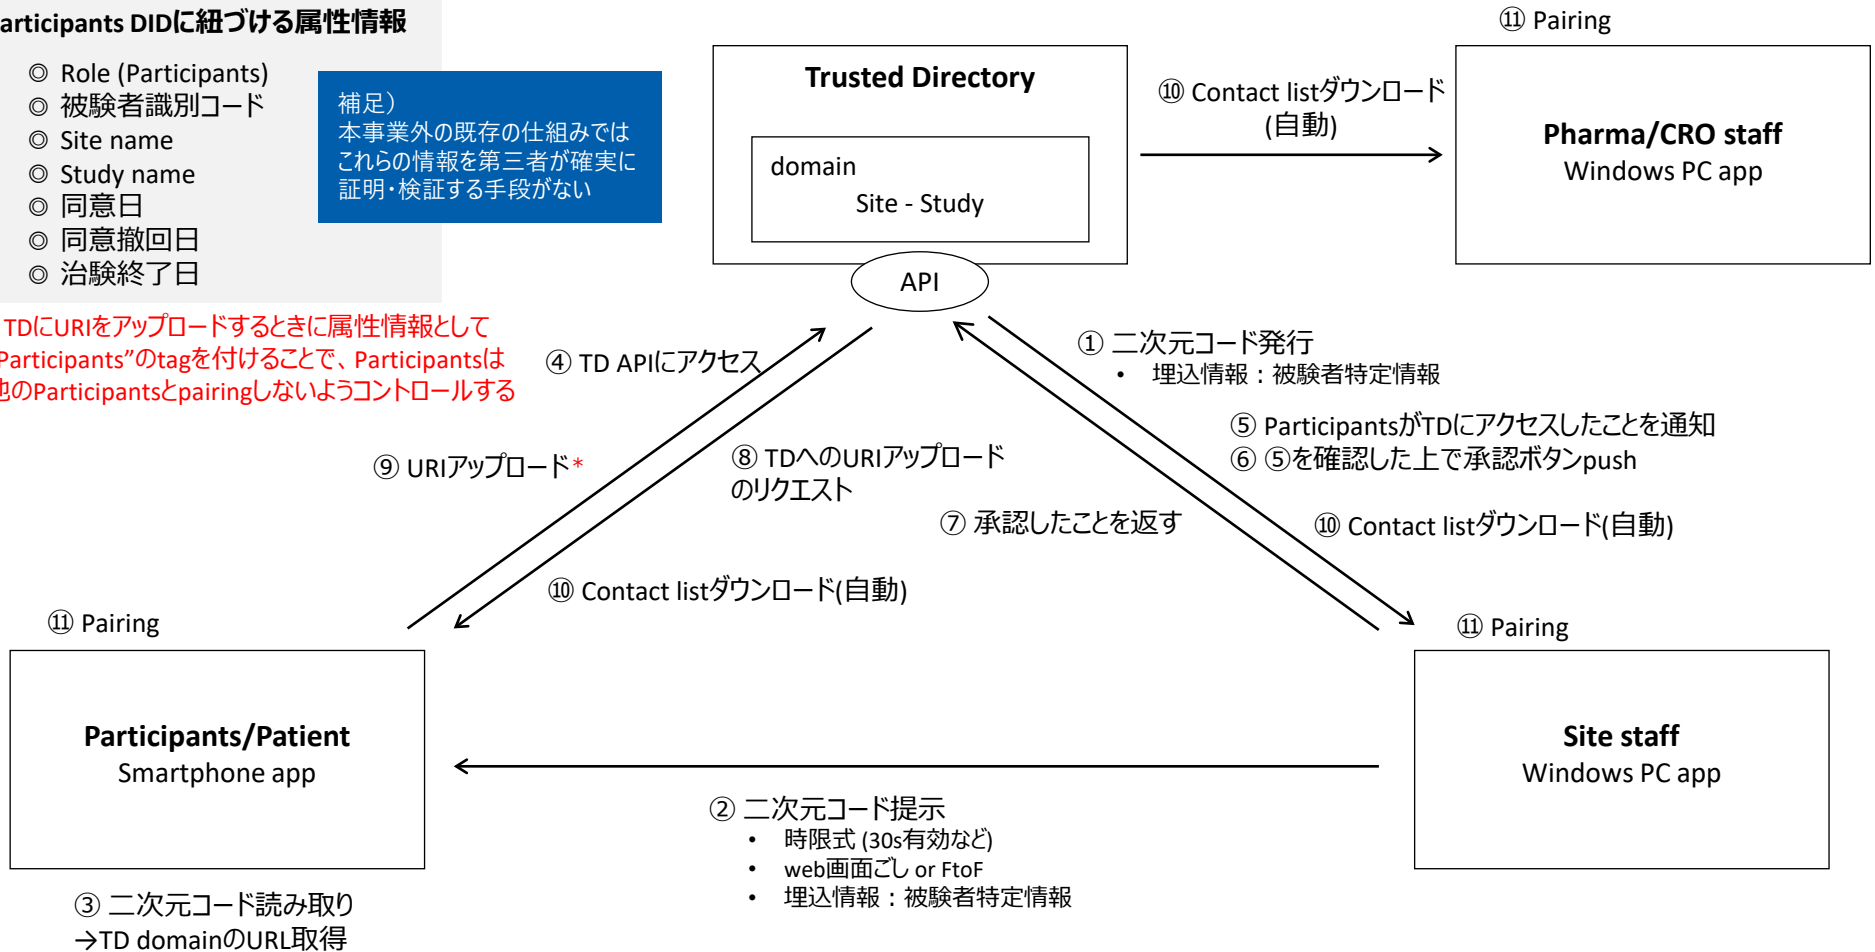 articipants DIDに紐づける属性情報
◎ Role (Participants)
◎ 被験者識別コード
◎ Site name
◎ Study name
◎ 同意日
◎ 同意撤回日
◎ 治験終了日
補足）
本事業外の既存の仕組みでは
これらの情報を第三者が確実に
証明・検証する手段がない
TDにURIをアップロードするときに属性情報として
Participants”のtagを付けることで、Participantsは
他のParticipantsとpairingしないようコントロールする
Trusted Directory
domain
Site - Study
API
⑩ Contact listダウンロード
(自動)
⑪ Pairing
Pharma/CRO staff
Windows PC app
④ TD APIにアクセス
① 二次元コード発行
• 埋込情報：被験者特定情報
⑤ ParticipantsがTDにアクセスしたことを通知
⑥ ⑤を確認した上で承認ボタンpush
⑨ URIアップロード*
⑧ TDへのURIアップロード
のリクエスト
⑦ 承認したことを返す
⑩ Contact listダウンロード(自動)
⑩ Contact listダウンロード(自動)
⑪ Pairing
Participants/Patient
Smartphone app
⑪ Pairing
Site staff
Windows PC app
② 二次元コード提示
• 時限式 (30s有効など)
• web画面ごし or FtoF
• 埋込情報：被験者特定情報
③ 二次元コード読み取り
→TD domainのURL取得